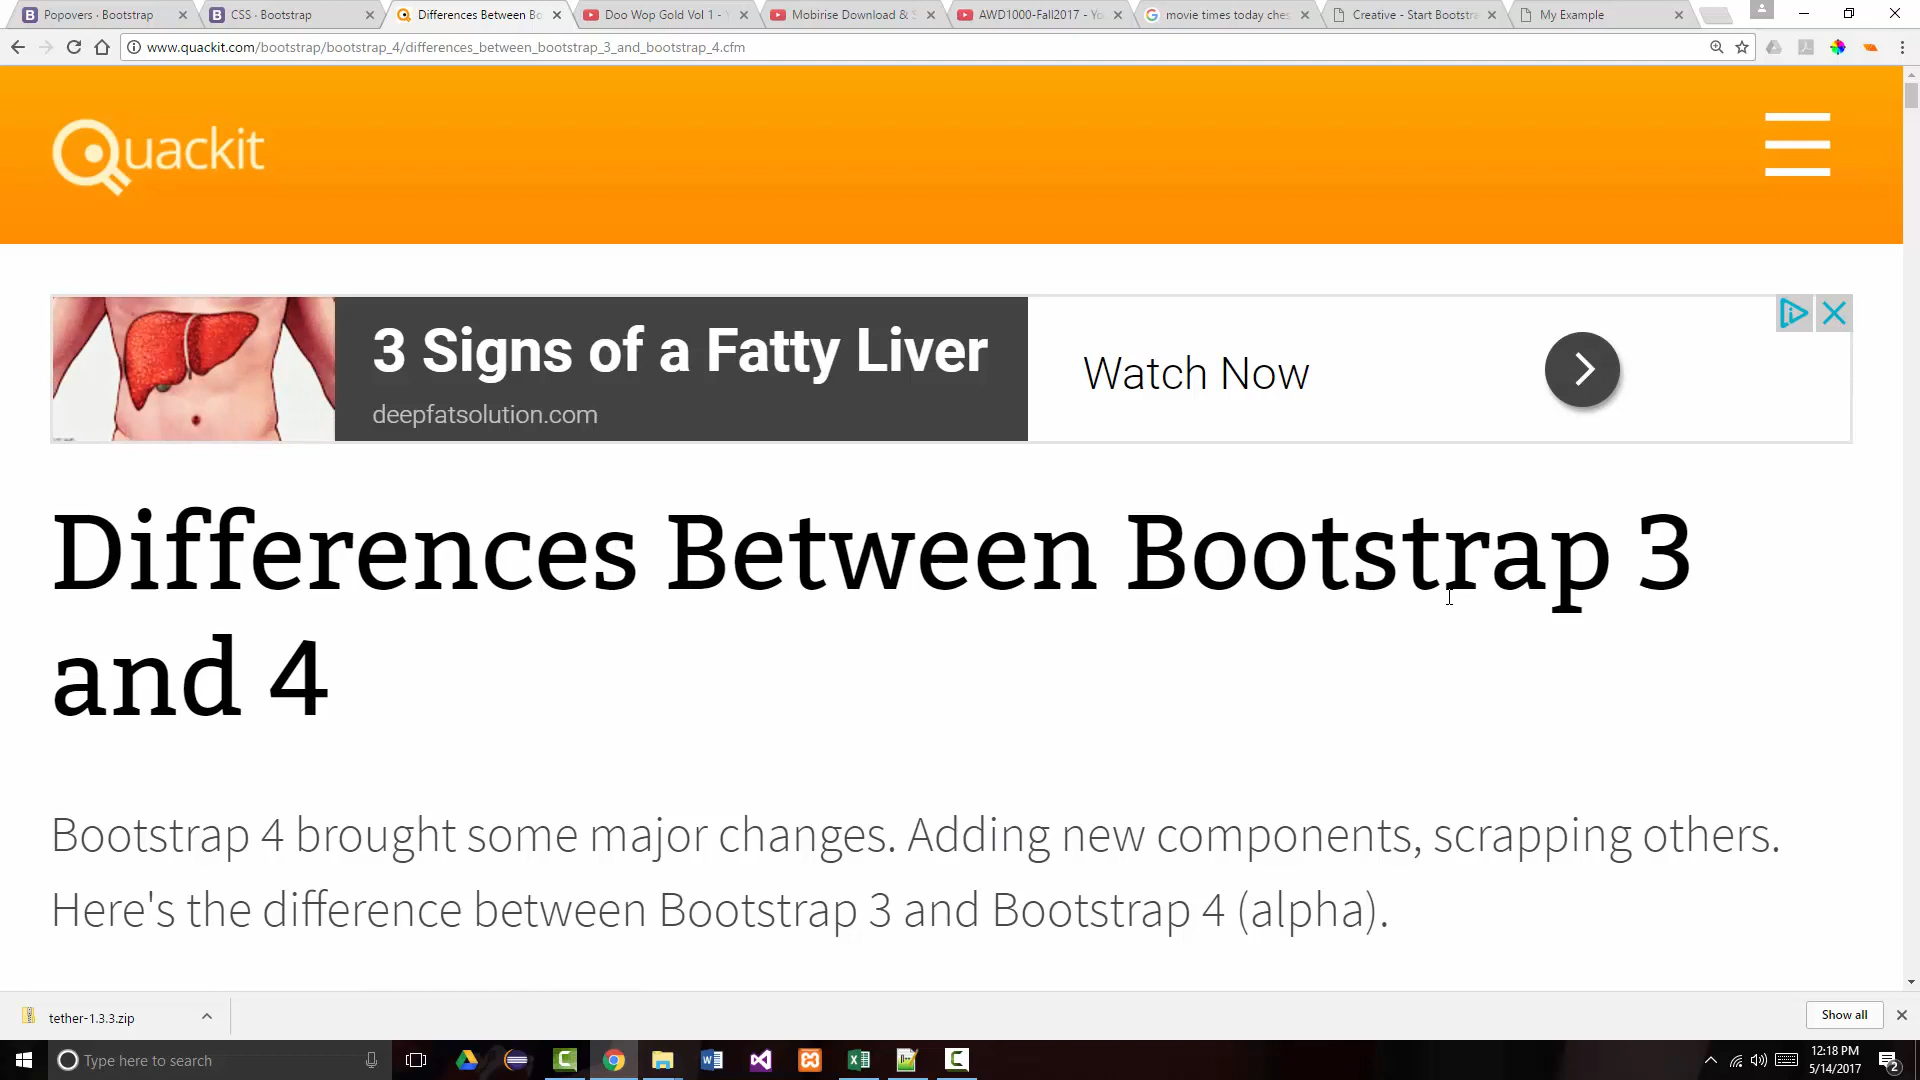 Popovers · Bootstrap
CSS · Bootstrap
Differences Between Bo
Doo Wop Gold Vol 1 - Y
Mobirise Download & S
AWD1000-Fall2017 - Yo
movie times today ches
Creative - Start Bootstra
My Example
www.quackit.com/bootstrap/bootstrap_4/differences_between_bootstrap_3_and_bootstrap_4.cfm
Quackit
3 Signs of a Fatty Liver
deepfatsolution.com
Watch Now
Differences Between Bootstrap 3
and 4
Bootstrap 4 brought some major changes. Adding new components, scrapping others.
Here's the difference between Bootstrap 3 and Bootstrap 4 (alpha).
tether-1.3.3.zip
Show all
Type here to search
12:18 PM
5/14/2017
2